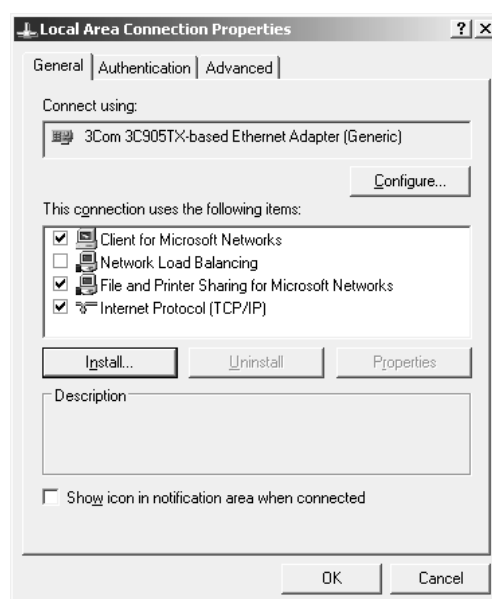 Local Area Connection Properties
General
Authentication
Advanced
Connect using:
3Com 3C905TX-based Ethernet Adapter (Generic)
Configure...
This connection uses the following items:
Client for Microsoft Networks
Network Load Balancing
File and Printer Sharing for Microsoft Networks
Internet Protocol (TCP/IP)
Install...
Uninstall
Properties
Description
Show icon in notification area when connected
OK
Cancel